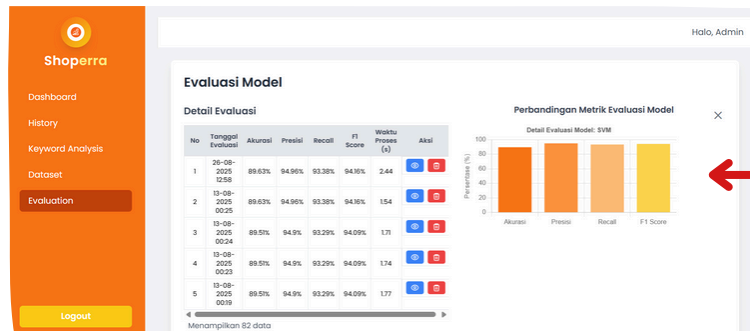 Halo, Admin
Shoperra
Dashboard
History
Keyword Analysis
Dataset
Evaluation
Logout
Evaluasi Model
Detail Evaluasi
No Tanggal Evaluasi Akurasi Presisi Recall F1 Score Waktu Proses (s) Aksi
1 26-08-2025 12:58 89.63% 94.96% 93.38% 94.16% 2.44
2 13-08-2025 00:25 89.63% 94.96% 93.38% 94.16% 1.54
3 13-08-2025 00:24 89.51% 94.9% 93.29% 94.09% 1.71
4 13-08-2025 00:23 89.51% 94.9% 93.29% 94.09% 1.74
5 13-08-2025 00:19 89.51% 94.9% 93.29% 94.09% 1.77
Menampilkan 82 data
Perbandingan Metrik Evaluasi Model
Detail Evaluasi Model: SVM
Persentase (%)
100
80
60
40
20
0
Akurasi Presisi Recall F1 Score